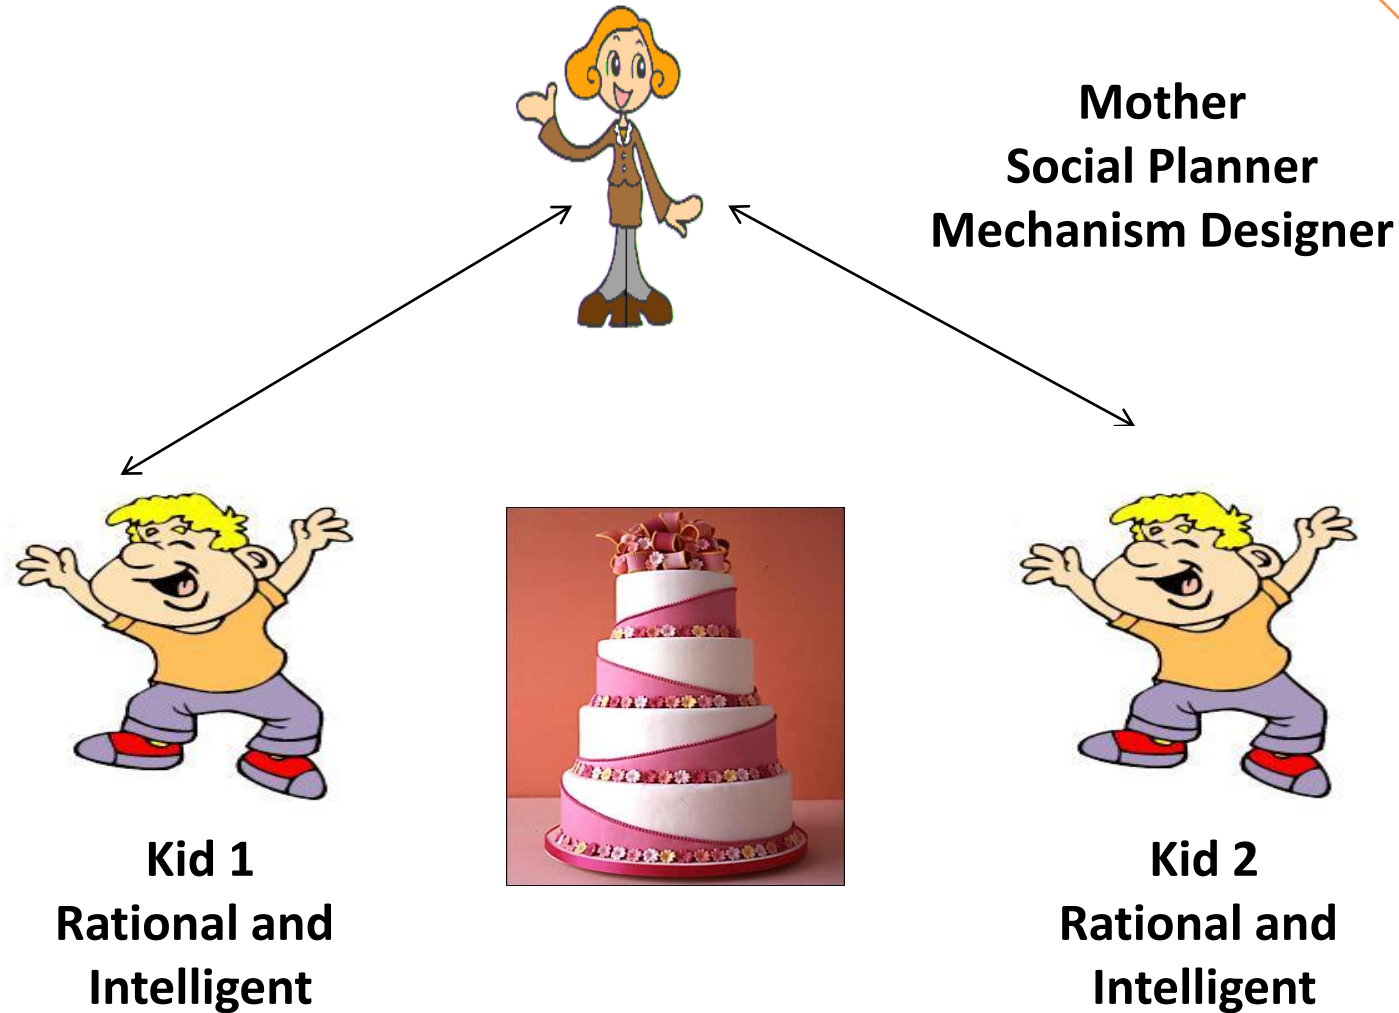 Mother
Social Planner
Mechanism Designer
Kid 1
Rational and
Intelligent
Kid 2
Rational and
Intelligent